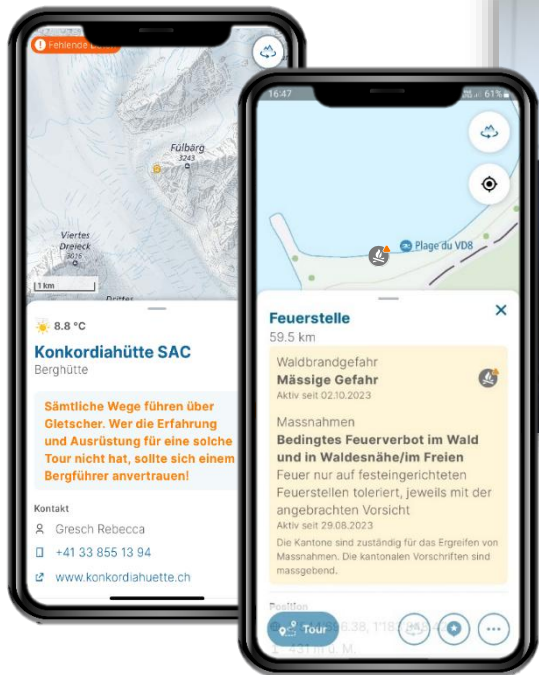 Fehlende
Fülbärg
3243
Viertes
Dreieck
3016
1 km
Drittes
8.8 °C
Konkordiahütte SAC
Berghütte
Sämtliche Wege führen über
Gletscher. Wer die Erfahrung
und Ausrüstung für eine solche
Tour nicht hat, sollte sich einem
Bergführer anvertrauen!
Kontakt
Gresch Rebecca
+41 33 855 13 94
www.konkordiahuette.ch
16:47
61%
Plage du VD8
Feuerstelle
59.5 km
Waldbrandgefahr
Mässige Gefahr
Aktiv seit 02.10.2023
Massnahmen
Bedingtes Feuerverbot im Wald
und in Waldesnähe/im Freien
Feuer nur auf festeingerichteten
Feuerstellen toleriert, jeweils mit der
angebrachten Vorsicht
Aktiv seit 29.08.2023
Die Kantone sind zuständig für das Ergreifen von
Massnahmen. Die kantonalen Vorschriften sind
massgebend.
Position
Tour
m ü. M.